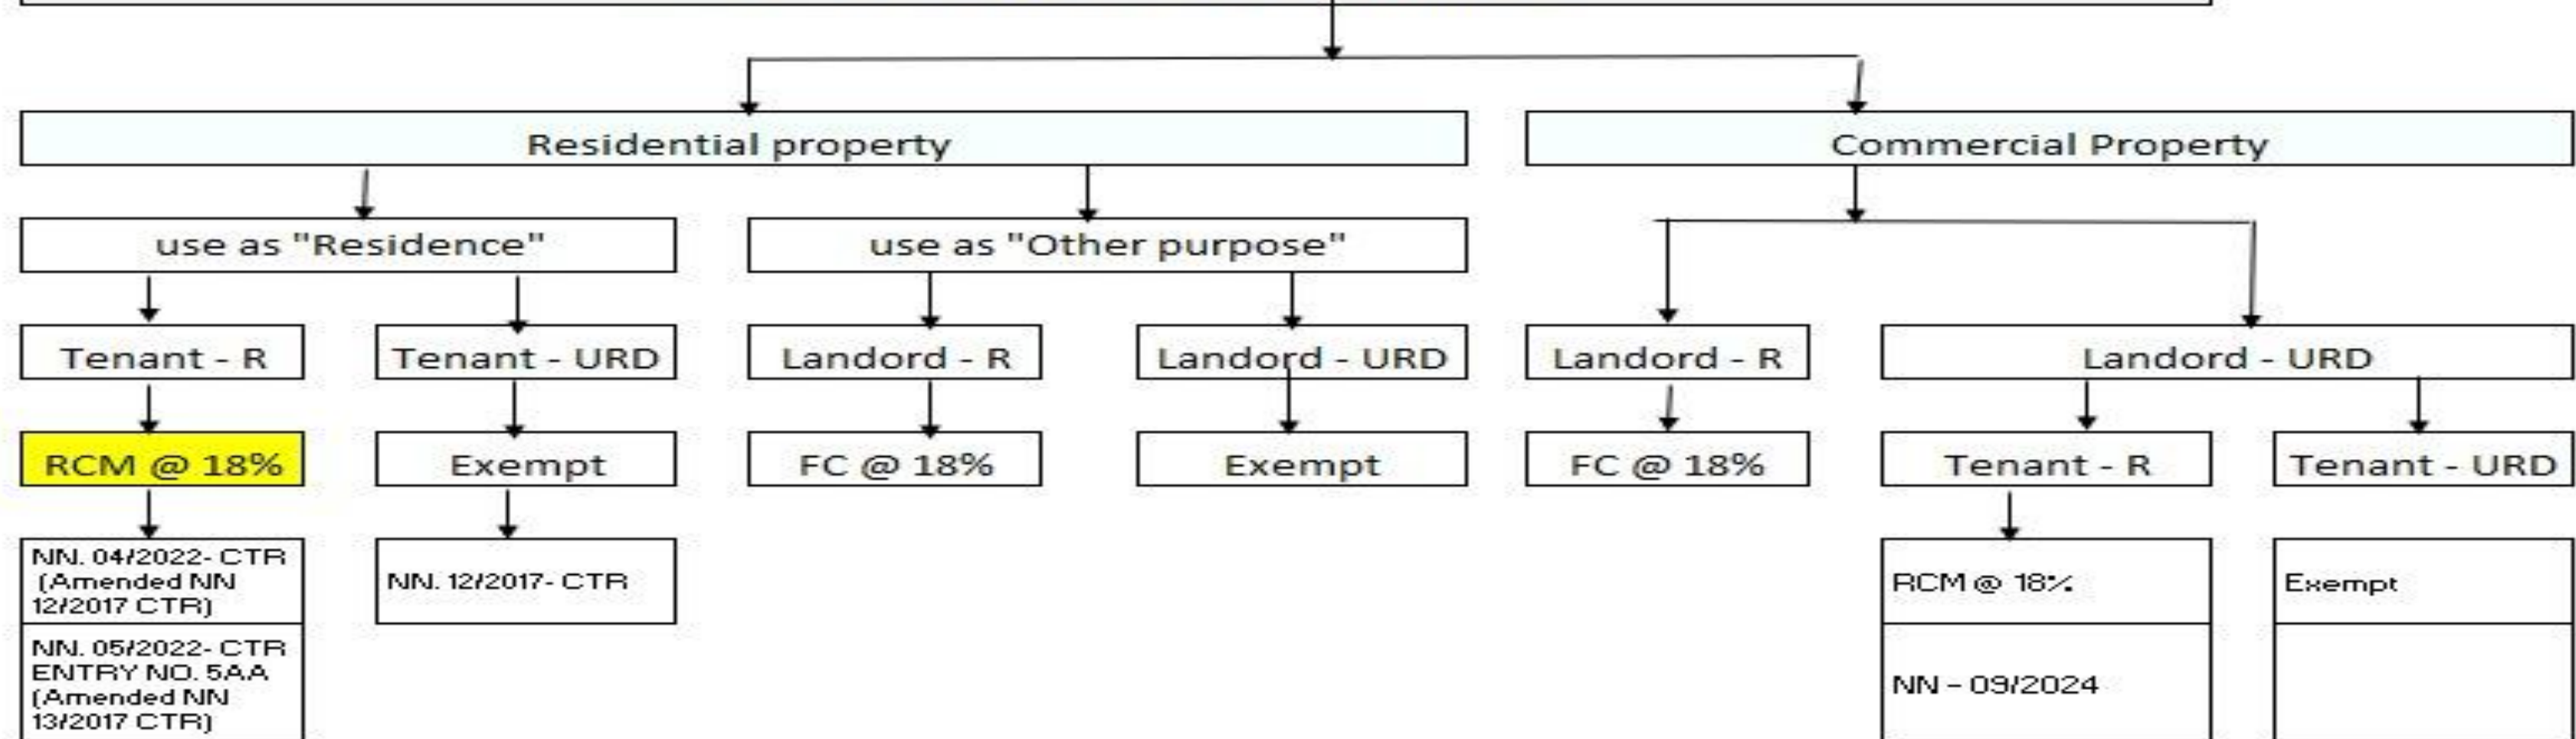 Residential property
Commercial Property
use as "Residence"
use as "Other purpose"
Tenant - R
Tenant - URD
Landord - R
Landord - URD
Landord - R
Landord - URD
RCM @ 18%
Exempt
FC @ 18%
Exempt
FC @ 18%
Tenant - R
Tenant - URD
NN. 04/2022- CTR
(Amended NN
12/2017 CTR)
NN. 12/2017- CTR
RCM @ 18%
Exempt
NN. 05/2022- CTR
ENTRY NO. 5AA
(Amended NN
13/2017 CTR)
NN - 09/2024